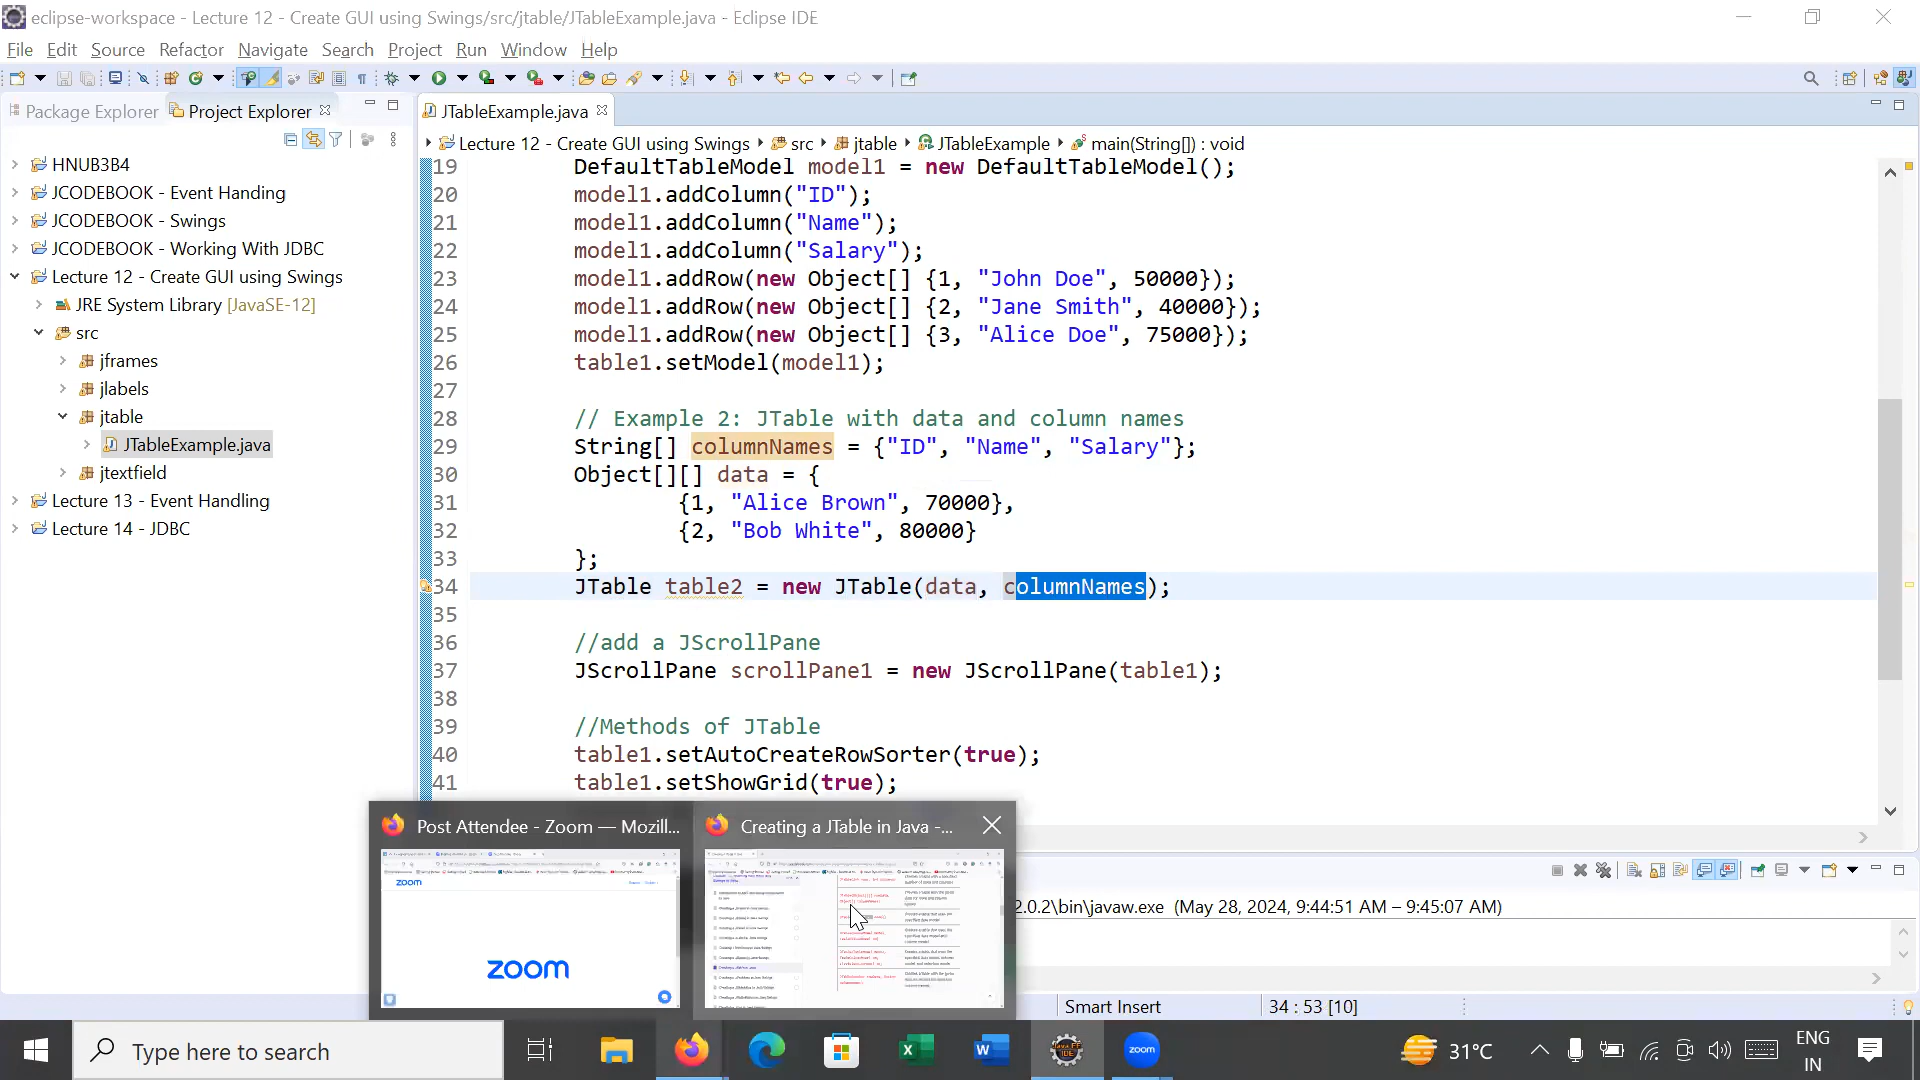 eclipse-workspace - Lecture 12 - Create GUI using Swings/src/jtable/JTableExample.java - Eclipse IDE
File Edit Source Refactor Navigate Search Project Run Window Help
Package Explorer Project Explorer
JTableExample.java
Lecture 12 - Create GUI using Swings src jtable JTableExample main(String[]) : void
HNUB3B4
JCODEBOOK - Event Handing
JCODEBOOK - Swings
JCODEBOOK - Working With JDBC
Lecture 12 - Create GUI using Swings
JRE System Library [JavaSE-12]
src
jframes
jlabels
jtable
JTableExample.java
jtextfield
Lecture 13 - Event Handling
Lecture 14 - JDBC
19 DefaultTableModel model1 = new DefaultTableModel();
20 model1.addColumn("ID");
21 model1.addColumn("Name");
22 model1.addColumn("Salary");
23 model1.addRow(new Object[] {1, "John Doe", 50000});
24 model1.addRow(new Object[] {2, "Jane Smith", 40000});
25 model1.addRow(new Object[] {3, "Alice Doe", 75000});
26 table1.setModel(model1);
27
28 // Example 2: JTable with data and column names
29 String[] columnNames = {"ID", "Name", "Salary"};
30 Object[][] data = {
31 {1, "Alice Brown", 70000},
32 {2, "Bob White", 80000}
33 };
34 JTable table2 = new JTable(data, columnNames);
35
36 //add a JScrollPane
37 JScrollPane scrollPane1 = new JScrollPane(table1);
38
39 //Methods of JTable
40 table1.setAutoCreateRowSorter(true);
41 table1.setShowGrid(true);
Post Attendee - Zoom — Mozill...
Creating a JTable in Java -...
zoom
zoom
2.0.2\bin\javaw.exe (May 28, 2024, 9:44:51 AM – 9:45:07 AM)
Smart Insert 34 : 53 [10]
Type here to search
zoom
31°C
ENG
IN